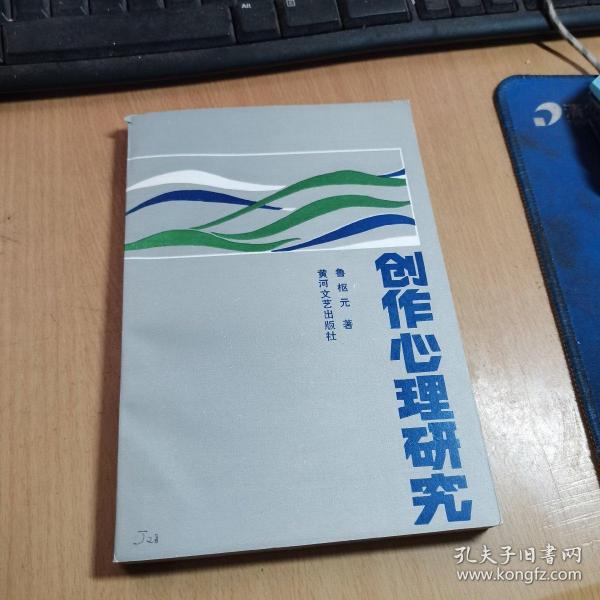 创作心理研究
鲁枢元 著
黄河文艺出版社
J28
孔夫子旧书网
www.kongfz.com